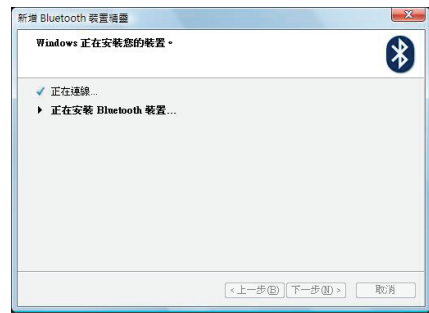 新增 Bluetooth 裝置精靈
Windows 正在安裝您的裝置。
正在連線...
正在安裝 Bluetooth 裝置...
<上一步(B) 下一步(N)> 取消